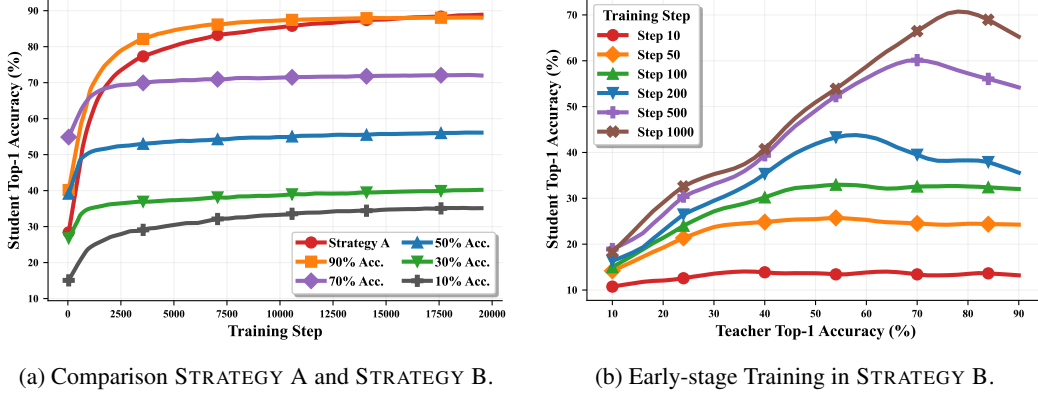 Student Top-1 Accuracy (%)
90
80
70
60
50
40
30
20
10
0
2500
5000
7500
10000
12500
15000
17500
20000
Training Step
Strategy A
90% Acc.
70% Acc.
50% Acc.
30% Acc.
10% Acc.
(a) Comparison STRATEGY A and STRATEGY B.
Student Top-1 Accuracy (%)
70
60
50
40
30
20
10
Training Step
Step 10
Step 50
Step 100
Step 200
Step 500
Step 1000
10
20
30
40
50
60
70
80
90
Teacher Top-1 Accuracy (%)
(b) Early-stage Training in STRATEGY B.